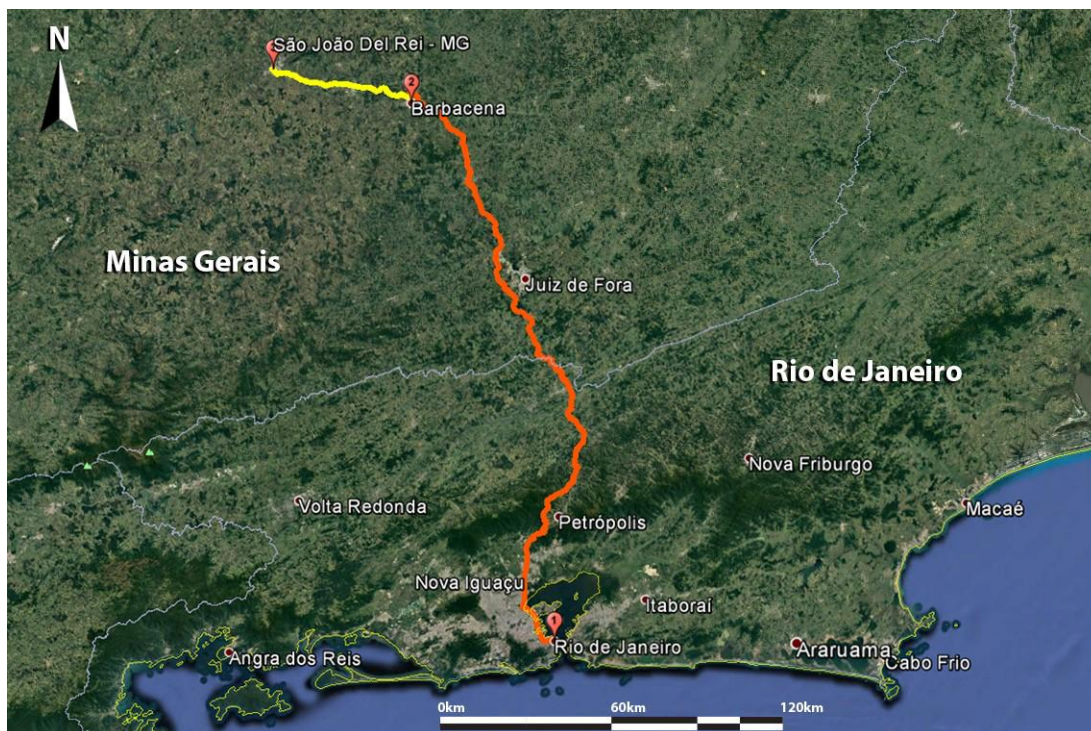 N
São João Del Rei - MG
2
Barbacena
Minas Gerais
Juiz de Fora
Rio de Janeiro
Nova Friburgo
Volta Redonda
Macaé
Petrópolis
Nova Iguaçu
Itaboraí
1
Rio de Janeiro
Araruama
Angra dos Reis
Cabo Frio
0km 60km 120km